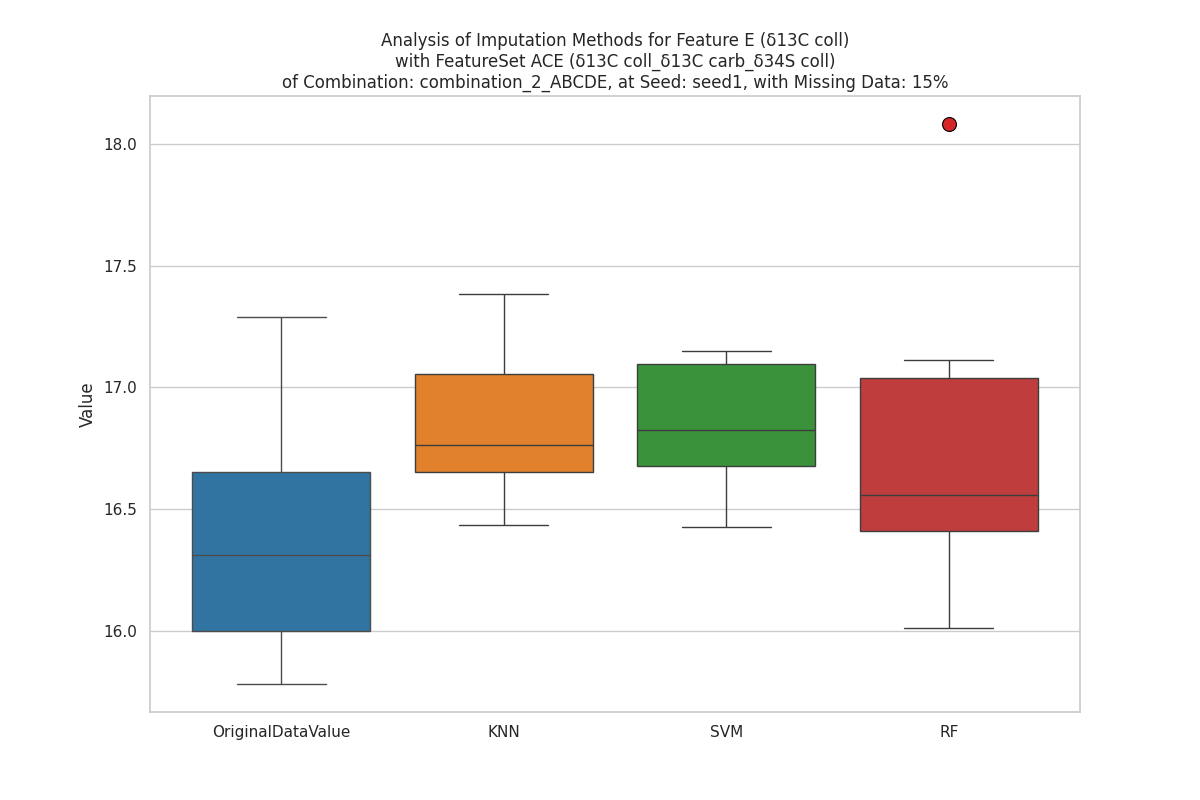 Analysis of Imputation Methods for Feature E (δ13C coll)
with FeatureSet ACE (δ13C coll_δ13C carb_δ34S coll)
of Combination: combination_2_ABCDE, at Seed: seed1, with Missing Data: 15%
18.0
17.5
17.0
16.5
16.0
Value
OriginalDataValue
KNN
SVM
RF